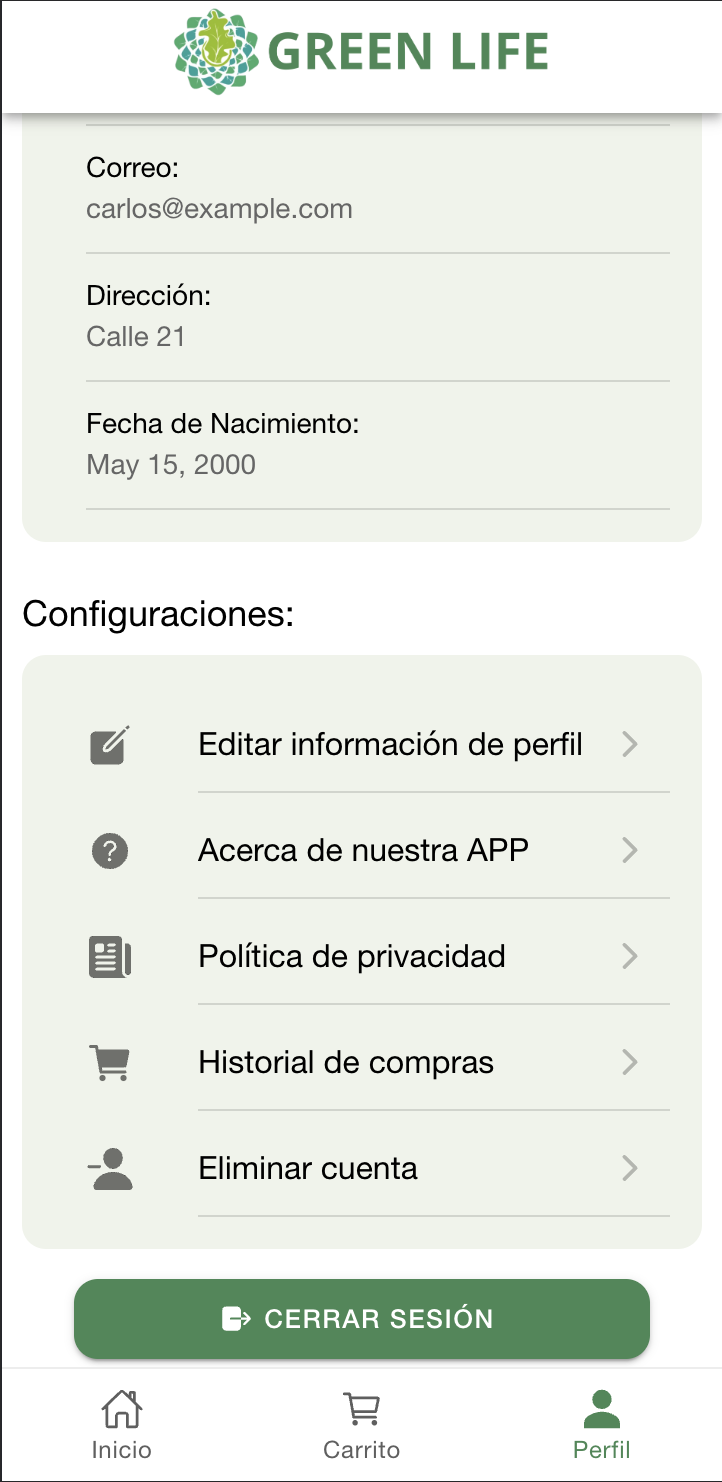 GREEN LIFE
Correo:
carlos@example.com
Dirección:
Calle 21
Fecha de Nacimiento:
May 15, 2000
Configuraciones:
Editar información de perfil
Acerca de nuestra APP
Política de privacidad
Historial de compras
Eliminar cuenta
CERRAR SESIÓN
Inicio
Carrito
Perfil